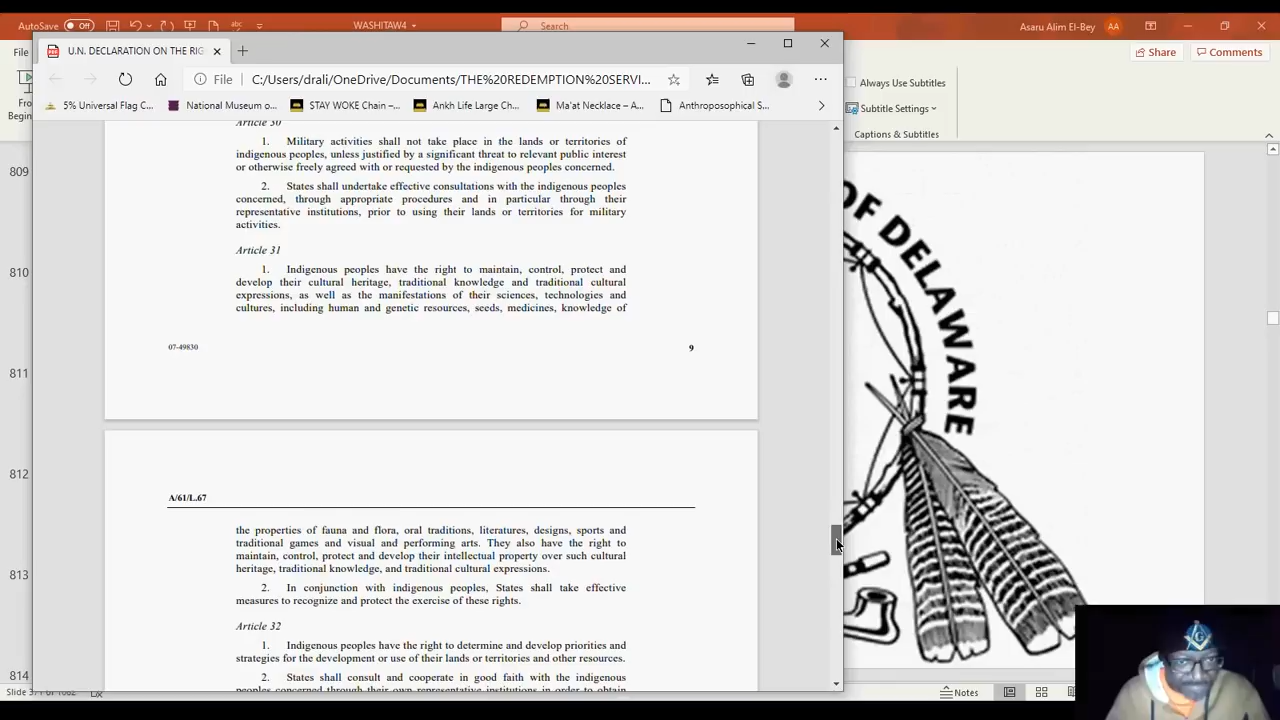 AutoSave Off
WASHITAW4
Search
Asaru Alim El-Bey AA
File
Share Comments
U.N. DECLARATION ON THE RIG
File C:/Users/drali/OneDrive/Documents/THE%20REDEMPTION%20SERVI...
5% Universal Flag C... National Museum o... STAY WOKE Chain –... Ankh Life Large Ch... Ma'at Necklace – A... Anthroposophical S...
Fro
Begin
Always Use Subtitles
Subtitle Settings
Captions & Subtitles
809
810
811
812
813
814
Article 30
1. Military activities shall not take place in the lands or territories of
indigenous peoples, unless justified by a significant threat to relevant public interest
or otherwise freely agreed with or requested by the indigenous peoples concerned.
2. States shall undertake effective consultations with the indigenous peoples
concerned, through appropriate procedures and in particular through their
representative institutions, prior to using their lands or territories for military
activities.
Article 31
1. Indigenous peoples have the right to maintain, control, protect and
develop their cultural heritage, traditional knowledge and traditional cultural
expressions, as well as the manifestations of their sciences, technologies and
cultures, including human and genetic resources, seeds, medicines, knowledge of
07-49830 9
A/61/L.67
the properties of fauna and flora, oral traditions, literatures, designs, sports and
traditional games and visual and performing arts. They also have the right to
maintain, control, protect and develop their intellectual property over such cultural
heritage, traditional knowledge, and traditional cultural expressions.
2. In conjunction with indigenous peoples, States shall take effective
measures to recognize and protect the exercise of these rights.
Article 32
1. Indigenous peoples have the right to determine and develop priorities and
strategies for the development or use of their lands or territories and other resources.
2. States shall consult and cooperate in good faith with the indigenous
peoples concerned through their own representative institutions in order to obtain
OF DELAWARE
G
Notes